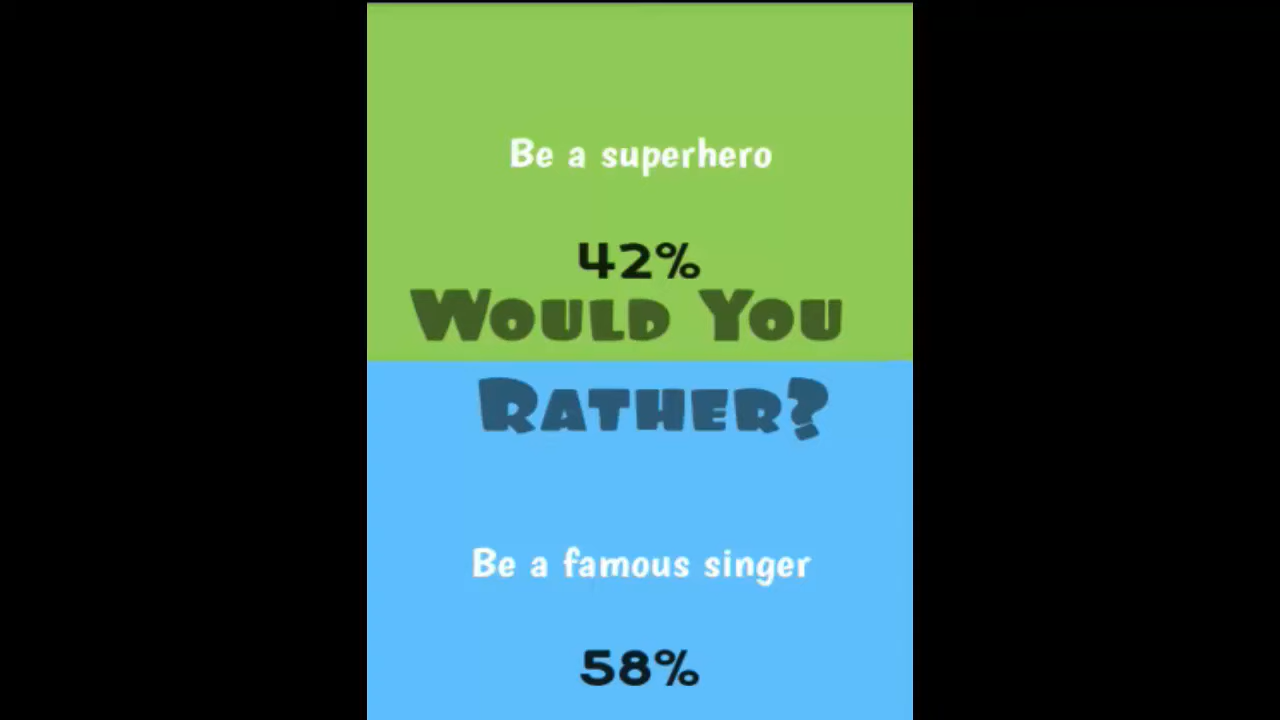 Be a superhero
42%
Would You
Rather?
Be a famous singer
58%